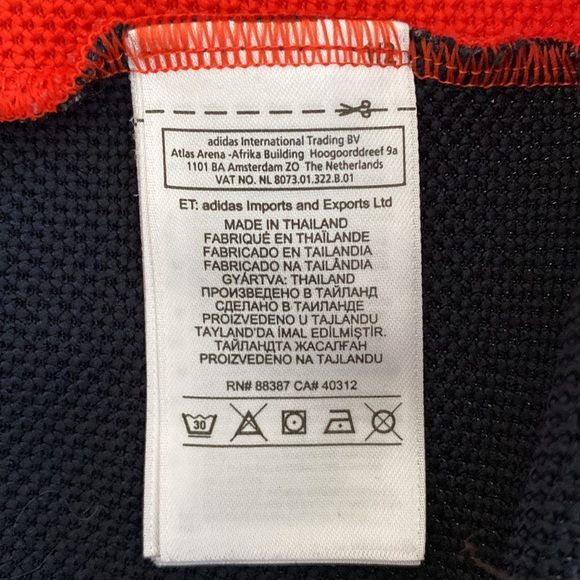 adidas International Trading BV
Atlas Arena -Afrika Building Hoogoorddreef 9a
1101 BA Amsterdam ZO The Netherlands
VAT NO. NL 8073.01.322.B.01
ET: adidas Imports and Exports Ltd
MADE IN THAILAND
FABRIQUÉ EN THAÏLANDE
FABRICADO EN TAILANDIA
FABRICADO NA TAILÂNDIA
GYÁRTVA: THAILAND
ПРОИЗВЕДЕНО В ТАЙЛАНД
СДЕЛАНО В ТАИЛАНДЕ
PROIZVEDENO U TAJLANDU
TAYLAND'DA İMAL EDİLMİŞTİR.
ТАЙЛАНДТА ЖАСАЛҒАН
PROIZVEDENO NA TAJLANDU
RN# 88387 CA# 40312
30